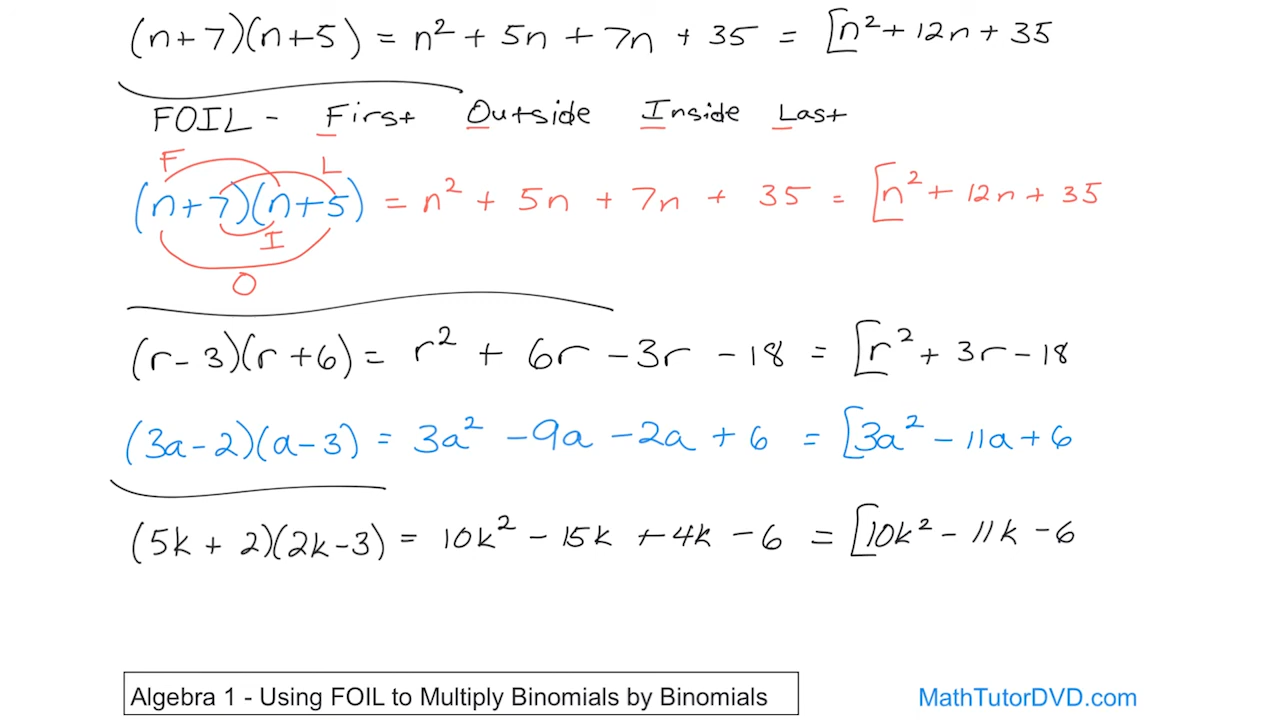 (n+7)(n+5) = n² + 5n + 7n + 35 = [n² + 12n + 35
FOIL - First Outside Inside Last
F L
(n+7)(n+5) = n² + 5n + 7n + 35 = [n² + 12n + 35
I
O
(r-3)(r+6) = r² + 6r - 3r - 18 = [r² + 3r - 18
(3a-2)(a-3) = 3a² - 9a - 2a + 6 = [3a² - 11a + 6
(5k + 2)(2k-3) = 10k² - 15k + 4k - 6 = [10k² - 11k - 6
Algebra 1 - Using FOIL to Multiply Binomials by Binomials MathTutorDVD.com